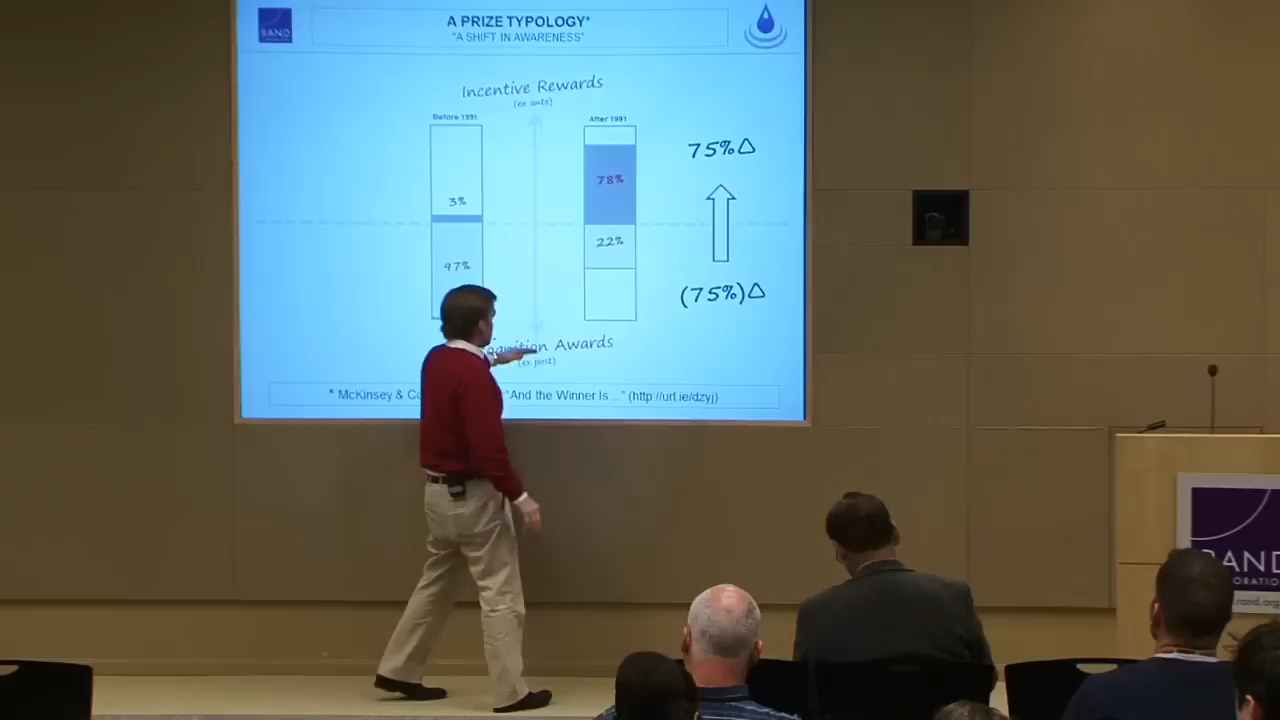 RAND
A PRIZE TYPOLOGY*
"A SHIFT IN AWARENESS"
Incentive Rewards
(ex ante)
Before 1991
After 1991
75%△
78%
3%
22%
97%
(75%)△
Awards
(ex post)
* McKinsey & "And the Winner Is ..." (http://url.ie/dzyj)
RAND